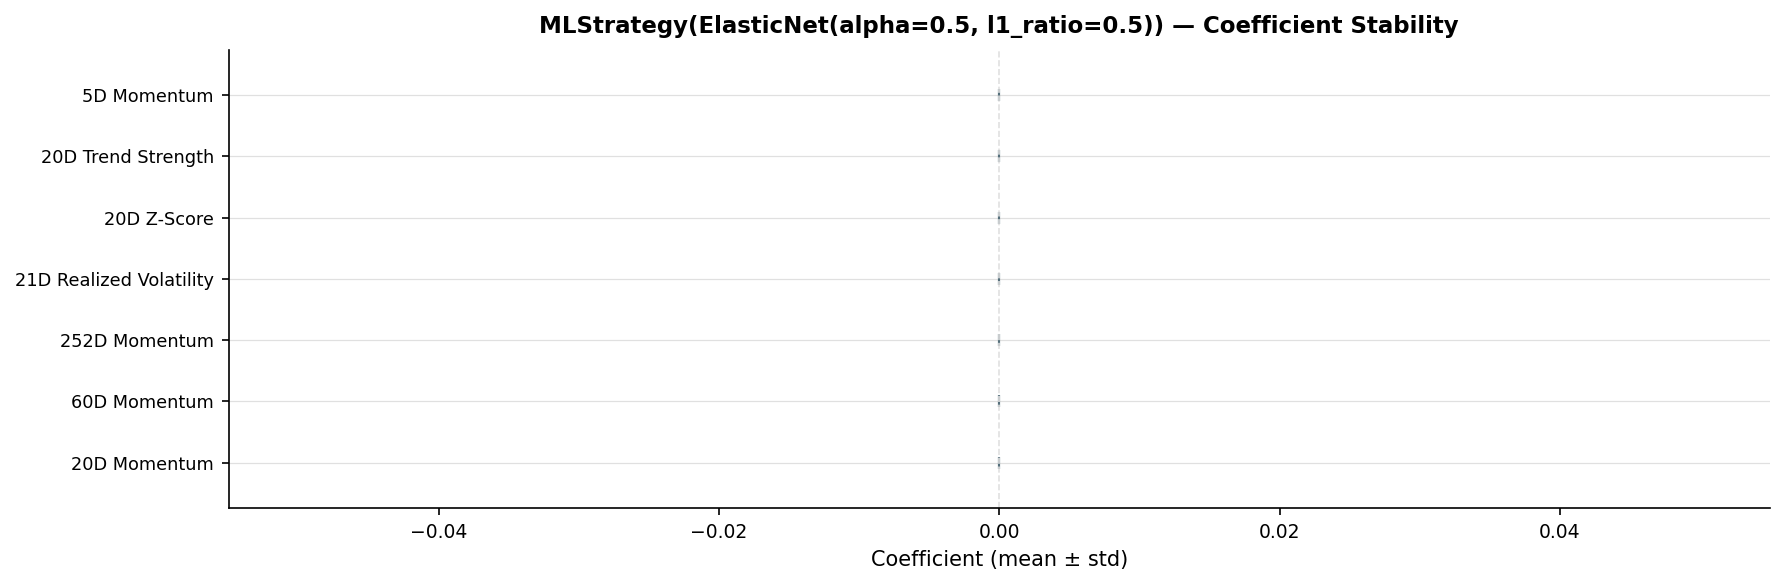 MLStrategy(ElasticNet(alpha=0.5, l1_ratio=0.5)) — Coefficient Stability
5D Momentum
20D Trend Strength
20D Z-Score
21D Realized Volatility
252D Momentum
60D Momentum
20D Momentum
−0.04 −0.02 0.00 0.02 0.04
Coefficient (mean ± std)